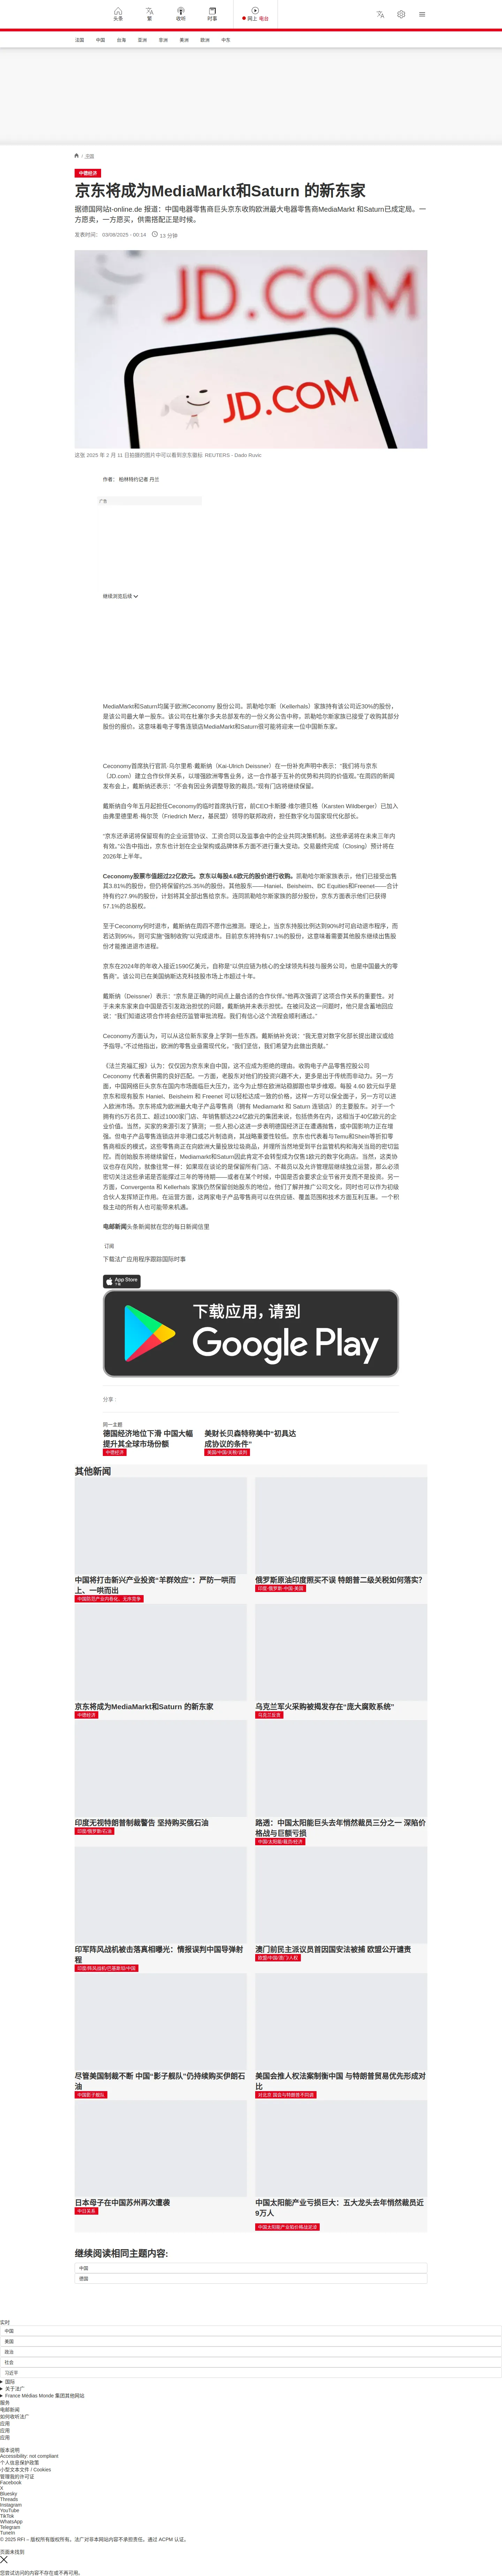 头条
繁
收听
时事
网上 电台
法国
中国
台海
亚洲
非洲
美洲
欧洲
中东
中国
中德经济
京东将成为MediaMarkt和Saturn 的新东家
据德国网站t-online.de 报道：中国电器零售商巨头京东收购欧洲最大电器零售商MediaMarkt 和Saturn已成定局。一方愿卖，一方愿买，供需搭配正是时候。
发表时间： 03/08/2025 - 00:14
13 分钟
JD.COM
JD.COM
这张 2025 年 2 月 11 日拍摄的图片中可以看到京东徽标. REUTERS - Dado Ruvic
作者： 柏林特约记者 丹兰
广告
继续浏览后续
MediaMarkt和Saturn均属于欧洲Ceconomy 股份公司。凯勒哈尔斯（Kellerhals）家族持有该公司近30%的股份，
是该公司最大单一股东。该公司在杜塞尔多夫总部发布的一份义务公告中称，凯勒哈尔斯家族已接受了收购其部分
股份的报价。这意味着电子零售连锁店MediaMarkt和Saturn很可能将迎来一位中国新东家。
Ceconomy首席执行官凯·乌尔里希·戴斯纳（Kai-Ulrich Deissner）在一份补充声明中表示：“我们将与京东
（JD.com）建立合作伙伴关系，以增强欧洲零售业务，这一合作基于互补的优势和共同的价值观。”在周四的新闻
发布会上，戴斯纳还表示：“不会有因业务调整导致的裁员。”现有门店将继续保留。
戴斯纳自今年五月起担任Ceconomy的临时首席执行官，前CEO卡斯滕·维尔德贝格（Karsten Wildberger）已加入
由弗里德里希·梅尔茨（Friedrich Merz，基民盟）领导的联邦政府，担任数字化与国家现代化部长。
“京东还承诺将保留现有的企业运营协议、工资合同以及监事会中的企业共同决策机制。这些承诺将在未来三年内
有效。”公告中指出，京东也计划在企业架构或品牌体系方面不进行重大变动。交易最终完成（Closing）预计将在
2026年上半年。
Ceconomy股票市值超过22亿欧元。京东以每股4.6欧元的股价进行收购。凯勒哈尔斯家族表示，他们已接受出售
其3.81%的股份，但仍将保留约25.35%的股份。其他股东——Haniel、Beisheim、BC Equities和Freenet——合计
持有约27.9%的股份，计划将其全部出售给京东。连同凯勒哈尔斯家族的部分股份，京东方面表示他们已获得
57.1%的总股权。
至于Ceconomy何时退市，戴斯纳在周四不愿作出推测。理论上，当京东持股比例达到90%时可启动退市程序，而
若达到95%，则可实施“强制收购”以完成退市。目前京东将持有57.1%的股份，这意味着需要其他股东继续出售股
份才能推进退市进程。
京东在2024年的年收入接近1590亿美元，自称是“以供应链为核心的全球领先科技与服务公司，也是中国最大的零
售商”。该公司已在美国纳斯达克科技股市场上市超过十年。
戴斯纳（Deissner）表示：“京东是正确的时间点上最合适的合作伙伴。”他再次强调了这项合作关系的重要性。对
于未来东家来自中国是否引发政治担忧的问题，戴斯纳并未表示担忧。在被问及这一问题时，他只是含蓄地回应
说：“我们知道这项合作将会经历监管审批流程。我们有信心这个流程会顺利通过。”
Ceconomy方面认为，可以从这位新东家身上学到一些东西。戴斯纳补充说：“我无意对数字化部长提出建议或给
予指导。”不过他指出，欧洲的零售业亟需现代化。“我们坚信，我们希望为此做出贡献。”
《法兰克福汇报》认为：仅仅因为京东来自中国，这不应成为拒绝的理由。收购电子产品零售控股公司
Ceconomy 代表着供需的良好匹配。一方面，老股东对他们的投资兴趣不大，更多是出于传统而非动力。另一方
面，中国网络巨头京东在国内市场面临巨大压力，迄今为止想在欧洲站稳脚跟也举步维艰。每股 4.60 欧元似乎是
京东和现有股东 Haniel、Beisheim 和 Freenet 可以轻松达成一致的价格，这样一方可以保全面子，另一方可以进
入欧洲市场。京东将成为欧洲最大电子产品零售商（拥有 Mediamarkt 和 Saturn 连锁店）的主要股东。对于一个
拥有约5万名员工、超过1000家门店、年销售额达224亿欧元的集团来说，包括债务在内，这相当于40亿欧元的企
业价值。当然，买家的来源引发了猜测；一些人担心这进一步表明德国经济正在遭遇抛售，或中国影响力正在增
强。但电子产品零售连锁店并非港口或芯片制造商，其战略重要性较低。京东也代表着与Temu和Shein等折扣零
售商相反的模式。这些零售商正在向欧洲大量投放垃圾商品，并理所当然地受到平台监管机构和海关当局的密切监
控。而创始股东将继续留任，Mediamarkt和Saturn因此肯定不会转型成为仅售1欧元的数字化商店。当然，这类协
议也存在风险，就像往常一样：如果现在谈论的是保留所有门店、不裁员以及允许管理层继续独立运营，那么必须
密切关注这些承诺是否能撑过三年的等待期——或者在某个时候，中国是否会要求企业节省开支而不是投资。另一
方面，Convergenta 和 Kellerhals 家族仍然保留创始股东的地位，他们了解并推广公司文化，同时也可以作为初级
合伙人发挥矫正作用。在运营方面，这两家电子产品零售商可以在供应链、覆盖范围和技术方面互利互惠。一个积
极主动的所有人也可能带来机遇。
电邮新闻头条新闻就在您的每日新闻信里
订阅
下载法广应用程序跟踪国际时事
App Store
下载
下载应用，请到
Google Play
分享 :
同一主题
德国经济地位下滑 中国大幅提升其全球市场份额
中德经济
美财长贝森特称美中“初具达成协议的条件”
美国/中国/关税/谈判
其他新闻
中国将打击新兴产业投资“羊群效应”：严防一哄而上、一哄而出
中国防范产业内卷化、无序竞争
俄罗斯原油印度照买不误 特朗普二级关税如何落实?
印度-俄罗斯-中国-美国
京东将成为MediaMarkt和Saturn 的新东家
中德经济
乌克兰军火采购被揭发存在“庞大腐败系统”
乌克兰反贪
印度无视特朗普制裁警告 坚持购买俄石油
印度/俄罗斯/石油
路透：中国太阳能巨头去年悄然裁员三分之一 深陷价格战与巨额亏损
中国/太阳能/裁员/经济
印军阵风战机被击落真相曝光：情报误判中国导弹射程
印度/阵风战机/巴基斯坦/中国
澳门前民主派议员首因国安法被捕 欧盟公开谴责
欧盟/中国/澳门/人权
尽管美国制裁不断 中国“影子舰队”仍持续购买伊朗石油
中国影子舰队
美国会推人权法案制衡中国 与特朗普贸易优先形成对比
对北京 国会与特朗普不同调
日本母子在中国苏州再次遭袭
中日关系
中国太阳能产业亏损巨大：五大龙头去年悄然裁员近9万人
中国太阳能产业如价格战泥淖
继续阅读相同主题内容:
中国
德国
实时
中国
美国
政治
社会
习近平
国际
关于法广
France Médias Monde 集团其他网站
服务
电邮新闻
如何收听法广
应用
应用
应用
版本说明
Accessibility: not compliant
个人信息保护政策
小型文本文件 / Cookies
管理我的许可证
Facebook
X
Bluesky
Threads
Instagram
YouTube
TikTok
WhatsApp
Telegram
TuneIn
© 2025 RFI – 版权所有版权所有。法广对基本网站内容不承担责任。通过 ACPM 认证。
页面未找到
您尝试访问的内容不存在或不再可用。